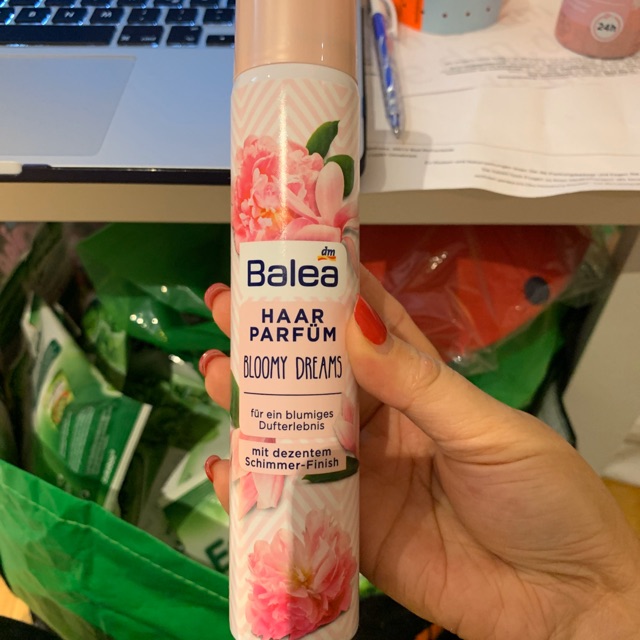 24h
dm
Balea
HAAR
PARFÜM
BLOOMY DREAMS
für ein blumiges
Dufterlebnis
mit dezentem
Schimmer-Finish